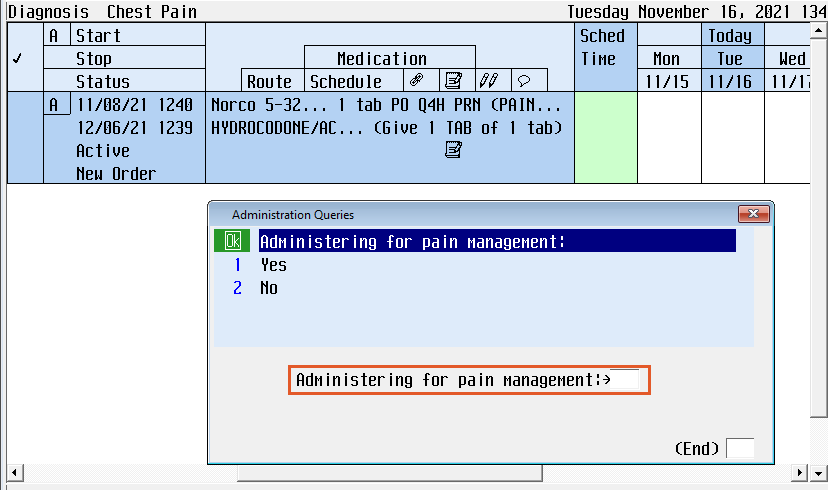 Diagnosis Chest Pain Tuesday November 16, 2021 134
A Start Sched Today
✓ Stop Medication Time Mon Tue Wed
Status Route Schedule 11/15 11/16 11/17
A 11/08/21 1240 Norco 5-32... 1 tab PO Q4H PRN (PAIN...
12/06/21 1239 HYDROCODONE/AC... (Give 1 TAB of 1 tab)
Active
New Order
Administration Queries
Ok Administering for pain management:
1 Yes
2 No
Administering for pain management:→
(End)